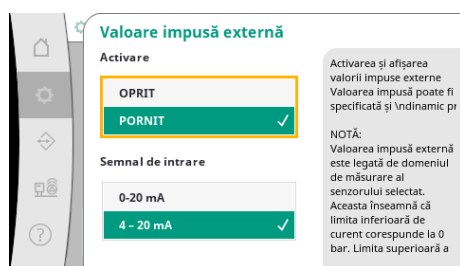 Valoare impusă externă
Activare
OPRIT
PORNIT
Semnal de intrare
0-20 mA
4 – 20 mA
Activarea și afișarea
valorii impuse externe
Valoarea impusă poate fi
specificată și \ndinamic
NOTĂ:
Valoarea impusă externă
este legată de domeniul
de măsurare al
senzorului selectat.
Aceasta înseamnă că
limita inferioară de
curent corespunde la 0
bar. Limita superioară a